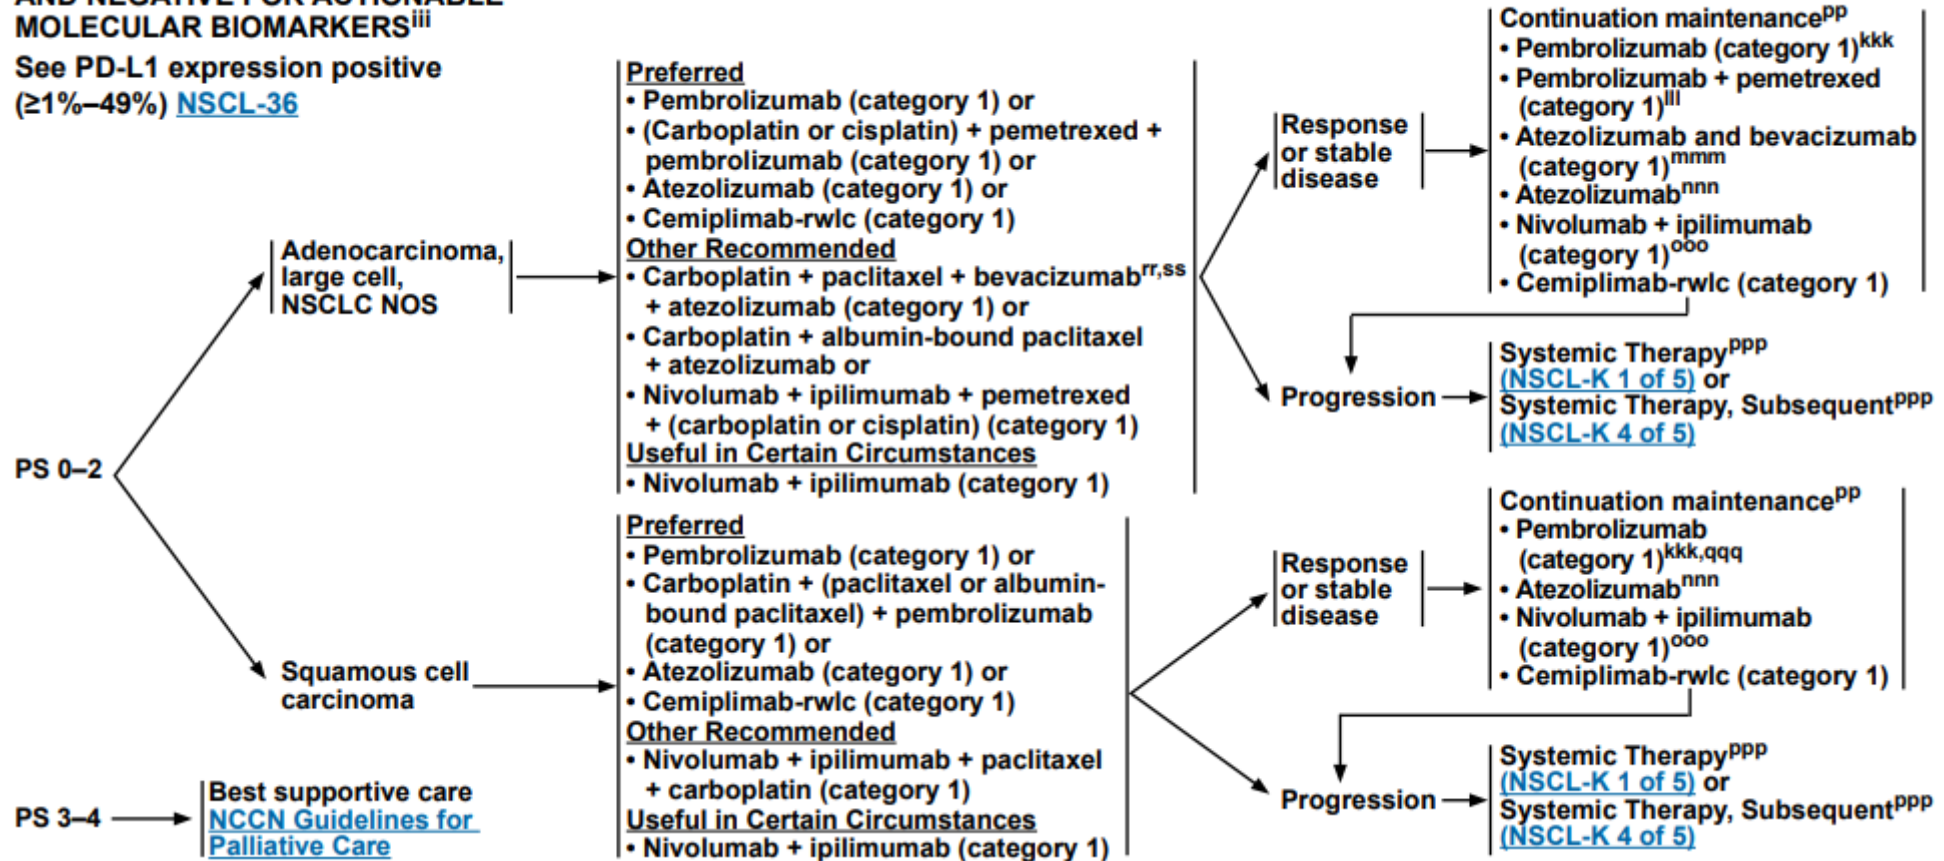 AND NEGATIVE FOR ACTIONABLE
MOLECULAR BIOMARKERSiii
See PD-L1 expression positive
(≥1%–49%) NSCL-36
PS 0–2
Adenocarcinoma,
large cell,
NSCLC NOS
Preferred
• Pembrolizumab (category 1) or
• (Carboplatin or cisplatin) + pemetrexed +
pembrolizumab (category 1) or
• Atezolizumab (category 1) or
• Cemiplimab-rwlc (category 1)
Other Recommended
• Carboplatin + paclitaxel + bevacizumabrr,ss
+ atezolizumab (category 1) or
• Carboplatin + albumin-bound paclitaxel
+ atezolizumab or
• Nivolumab + ipilimumab + pemetrexed
+ (carboplatin or cisplatin) (category 1)
Useful in Certain Circumstances
• Nivolumab + ipilimumab (category 1)
Response
or stable
disease
Continuation maintenancepp
• Pembrolizumab (category 1)kkk
• Pembrolizumab + pemetrexed
(category 1)lll
• Atezolizumab and bevacizumab
(category 1)mmm
• Atezolizumabnnn
• Nivolumab + ipilimumab
(category 1)ooo
• Cemiplimab-rwlc (category 1)
Progression
Systemic Therapyppp
(NSCL-K 1 of 5) or
Systemic Therapy, Subsequentppp
(NSCL-K 4 of 5)
Squamous cell
carcinoma
Preferred
• Pembrolizumab (category 1) or
• Carboplatin + (paclitaxel or albumin-
bound paclitaxel) + pembrolizumab
(category 1) or
• Atezolizumab (category 1) or
• Cemiplimab-rwlc (category 1)
Other Recommended
• Nivolumab + ipilimumab + paclitaxel
+ carboplatin (category 1)
Useful in Certain Circumstances
• Nivolumab + ipilimumab (category 1)
Response
or stable
disease
Continuation maintenancepp
• Pembrolizumab
(category 1)kkk,qqq
• Atezolizumabnnn
• Nivolumab + ipilimumab
(category 1)ooo
• Cemiplimab-rwlc (category 1)
Progression
Systemic Therapyppp
(NSCL-K 1 of 5) or
Systemic Therapy, Subsequentppp
(NSCL-K 4 of 5)
PS 3–4
Best supportive care
NCCN Guidelines for
Palliative Care